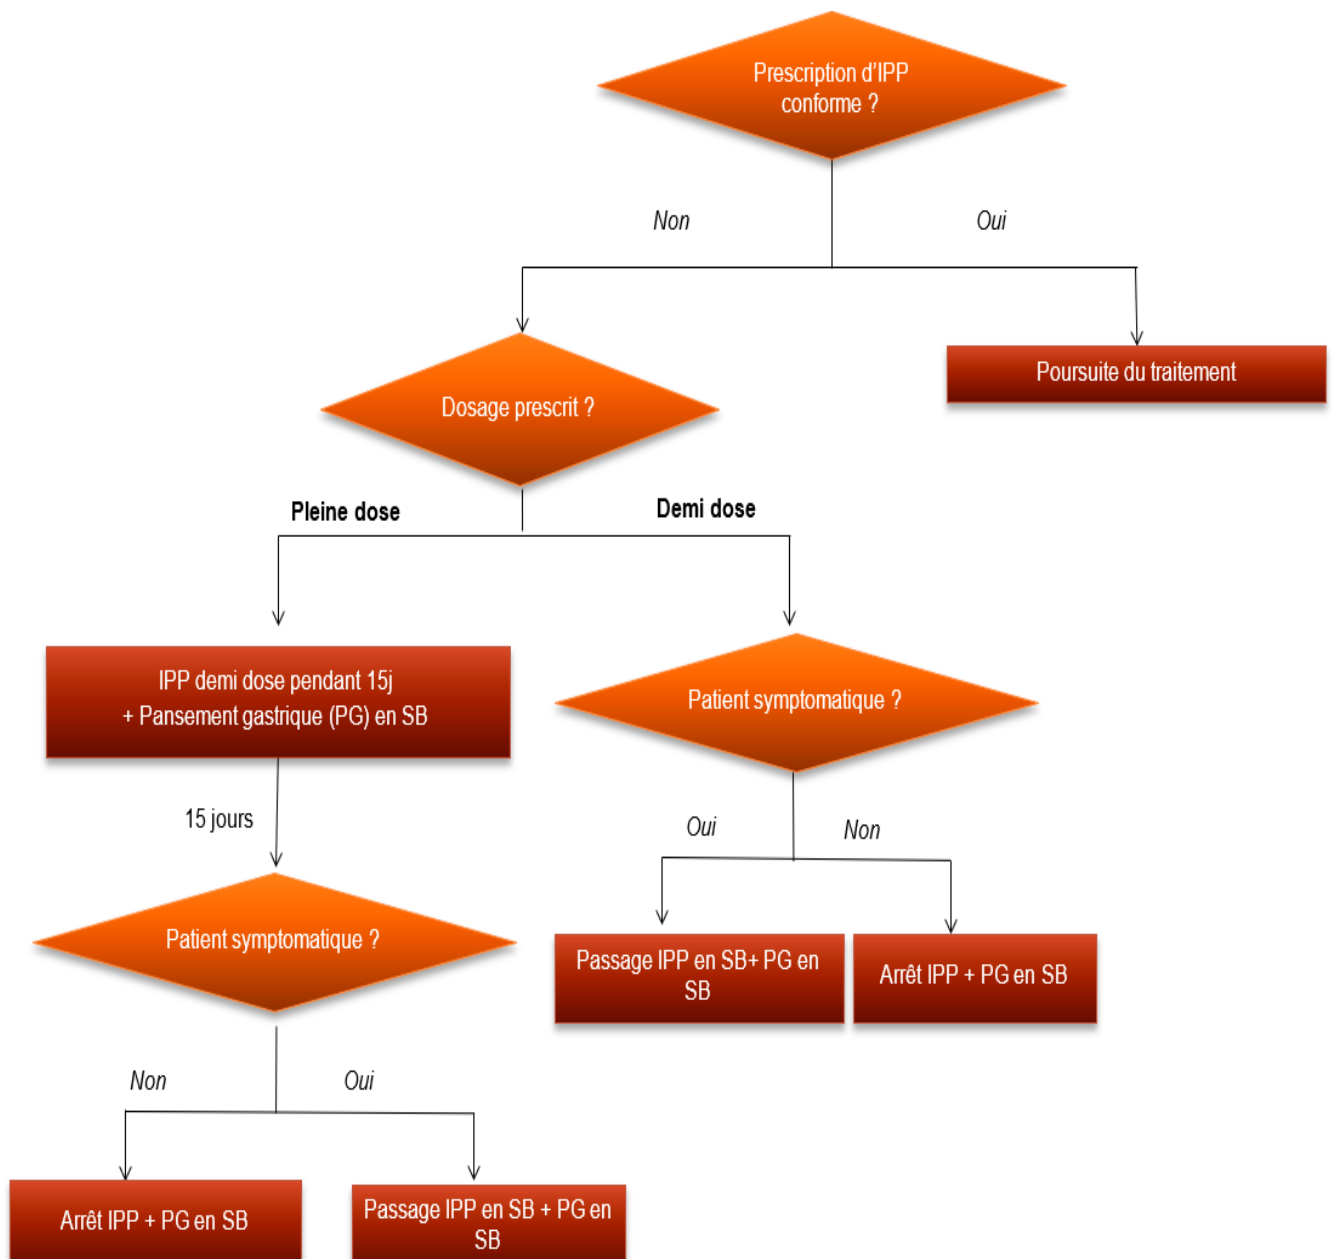 Prescription d'IPP
conforme ?
Non
Oui
Poursuite du traitement
Dosage prescrit ?
Pleine dose
Demi dose
IPP demi dose pendant 15j
+ Pansement gastrique (PG) en SB
Patient symptomatique ?
15 jours
Oui
Non
Patient symptomatique ?
Passage IPP en SB+ PG en
SB
Arrêt IPP + PG en SB
Non
Oui
Arrêt IPP + PG en SB
Passage IPP en SB + PG en
SB